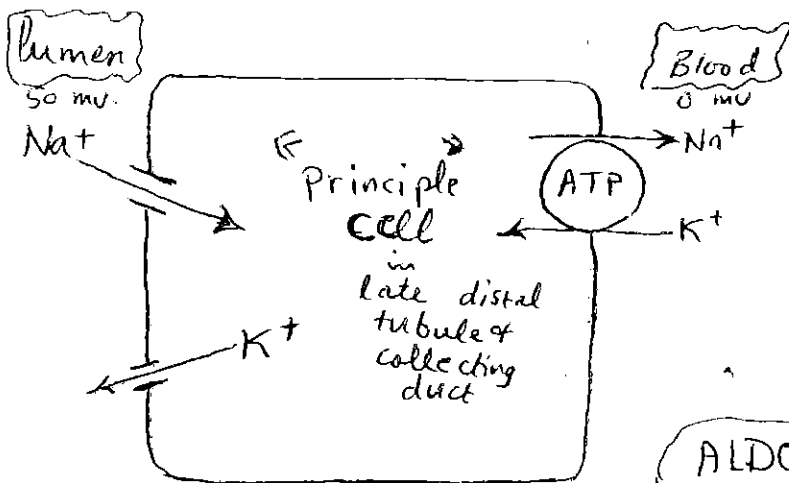 lumen
50 mv.
Na+
Blood
0 mv
Na+
ATP
K+
« »
Principle
cell
in
late distal
tubule &
collecting
duct
K+
ALDO